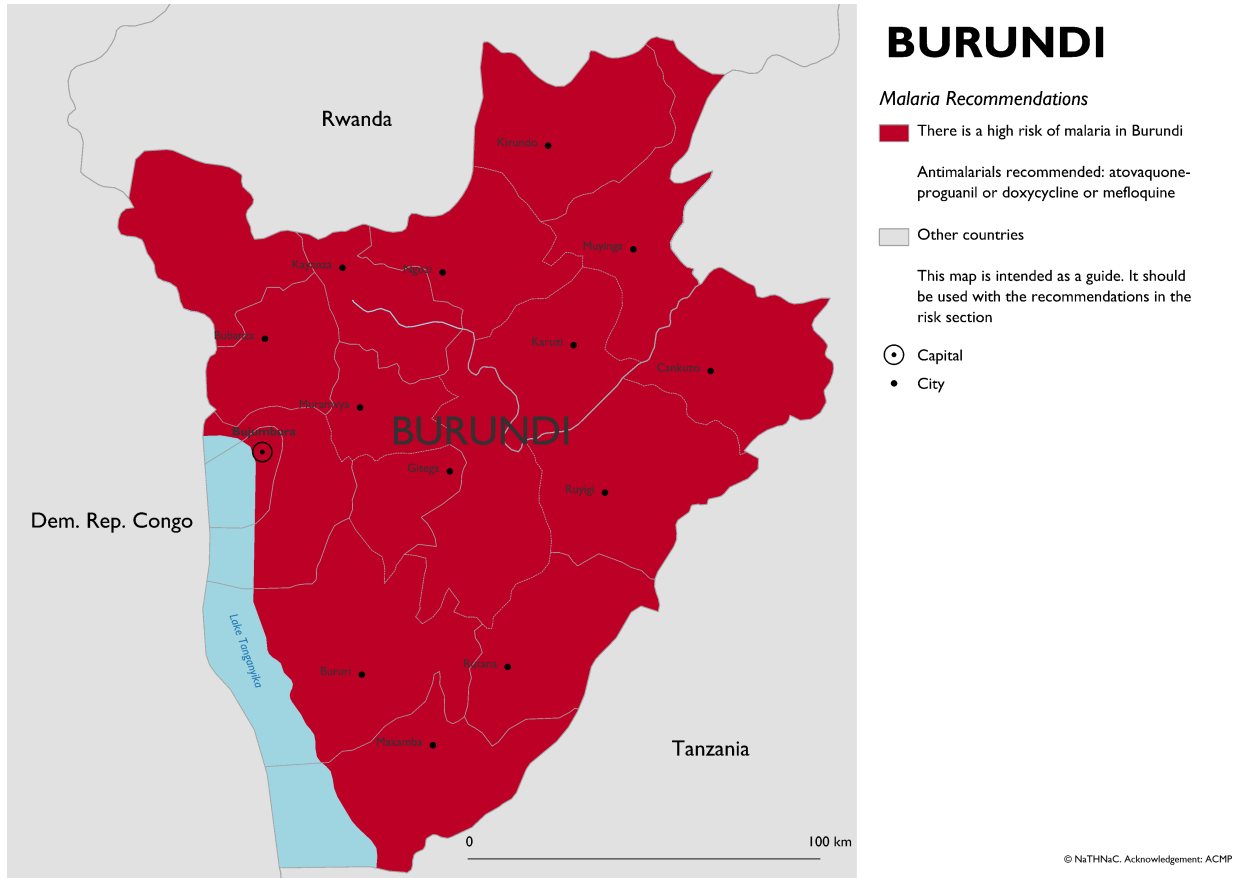 BURUNDI
Malaria Recommendations
There is a high risk of malaria in Burundi
Antimalarials recommended: atovaquone-
proguanil or doxycycline or mefloquine
Other countries
This map is intended as a guide. It should
be used with the recommendations in the
risk section
Capital
City
Rwanda
Kirundo
Muyinga
Kayanza
Ngozi
Bubanza
Karuzi
Cankuzo
Muramvya
BURUNDI
Bujumbura
Gitega
Ruyigi
Dem. Rep. Congo
Lake Tanganyika
Bururi
Rutana
Makamba
Tanzania
0
100 km
© NaTHNaC. Acknowledgement: ACMP